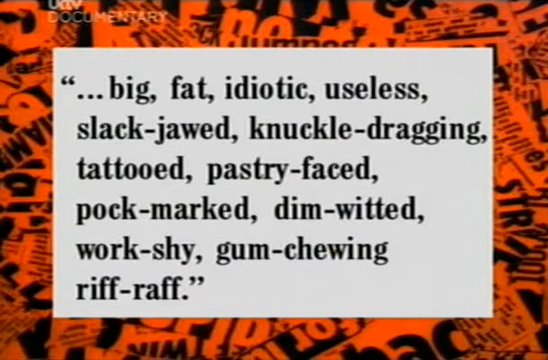 DOCUMENTARY
“...big, fat, idiotic, useless,
slack-jawed, knuckle-dragging,
tattooed, pastry-faced,
pock-marked, dim-witted,
work-shy, gum-chewing
riff-raff.”